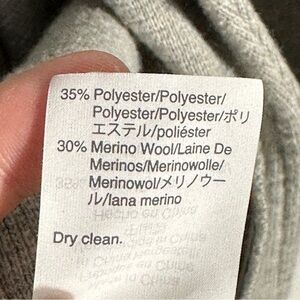 35% Polyester/Polyester/
Polyester/Polyester/ポリ
エステル/poliéster
30% Merino Wool/Laine De
Merinos/Merinowolle/
Merinowol/メリノウー
ル/lana merino
Dry clean.